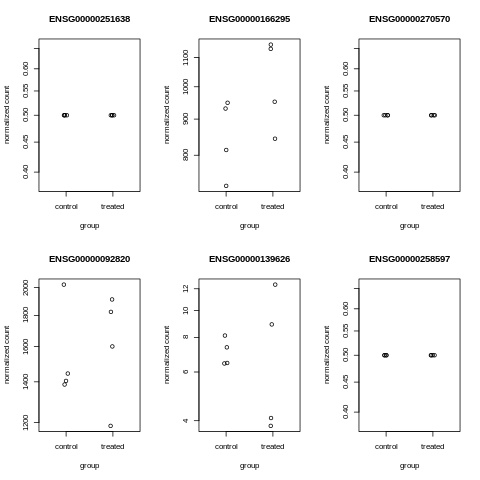 ENSG00000251638
normalized count
0.60
0.55
0.50
0.45
0.40
control treated
group
ENSG00000166295
normalized count
1100
1000
900
800
control treated
group
ENSG00000270570
normalized count
0.60
0.55
0.50
0.45
0.40
control treated
group
ENSG00000092820
normalized count
2000
1800
1600
1400
1200
control treated
group
ENSG00000139626
normalized count
12
10
8
6
4
control treated
group
ENSG00000258597
normalized count
0.60
0.55
0.50
0.45
0.40
control treated
group